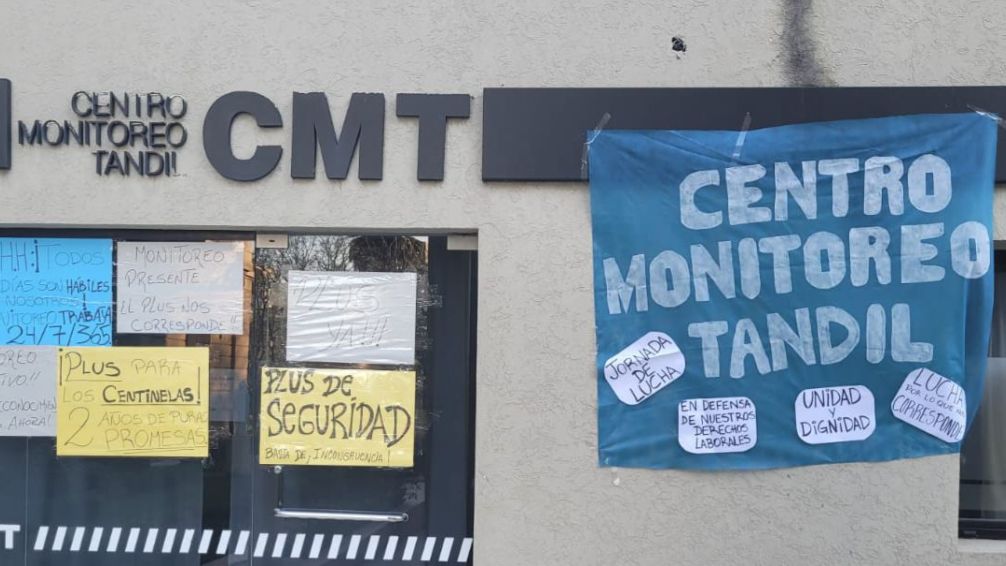 CENTRO
MONITOREO
TANDIL
CMT
¡TODOS
DÍAS SON HÁBILES
NOSOTROS!
TRABAJA
24/7/365
MONITOREO
PRESENTE
PLUS NOS
CORRESPONDE"
PLUS
YA!!!
¡PLUS PARA
LOS CENTINELAS!
2 AÑOS DE PURAS
PROMESAS
PLUS DE
SEGURIDAD
BASTA DE, INCONGRUENCIA!
CENTRO
MONITOREO
TANDIL
JORNADA
DE
LUCHA
EN DEFENSA
DE NUESTROS
DERECHOS
LABORALES
UNIDAD
Y
DIGNIDAD
LUCHA
POR LO QUE NOS
CORRESPONDE